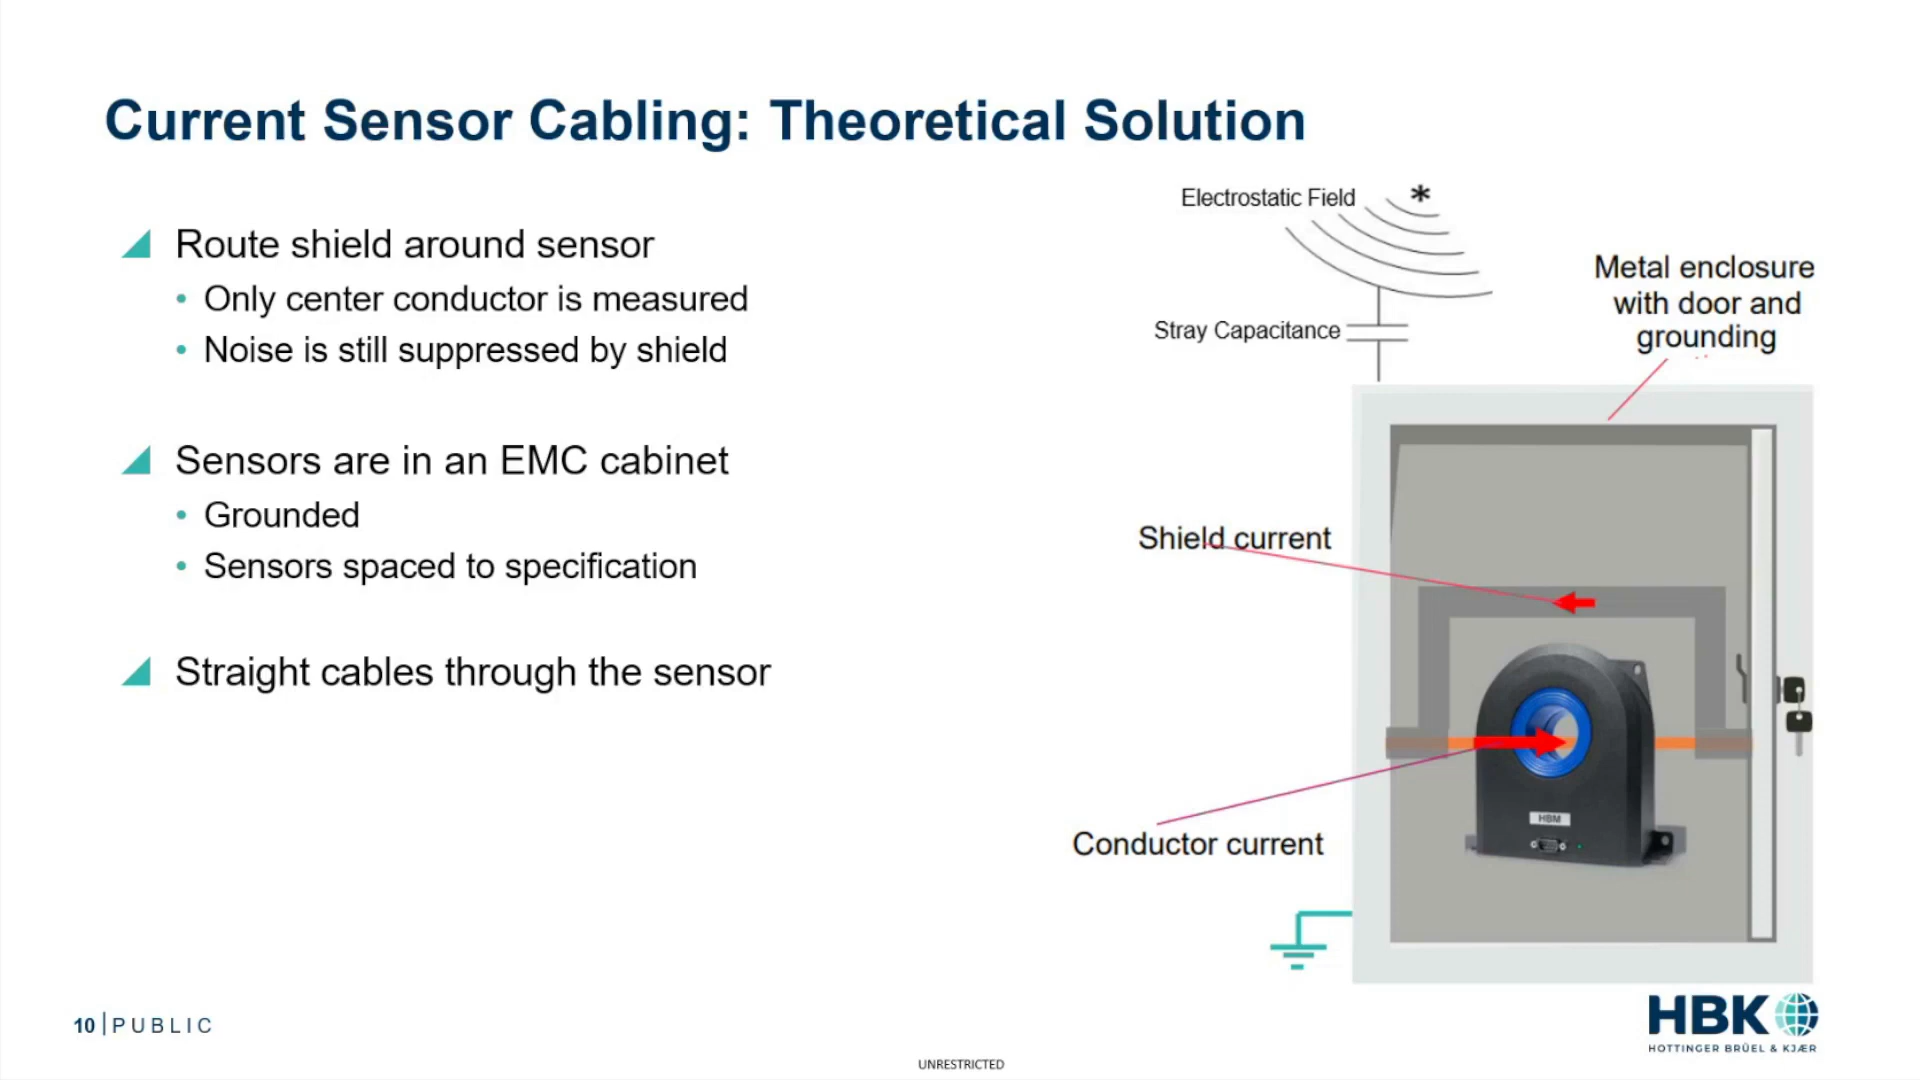 Current Sensor Cabling: Theoretical Solution
Route shield around sensor
• Only center conductor is measured
• Noise is still suppressed by shield
Sensors are in an EMC cabinet
• Grounded
• Sensors spaced to specification
Straight cables through the sensor
Electrostatic Field
*
Stray Capacitance
Metal enclosure
with door and
grounding
Shield current
Conductor current
HBM
10 | PUBLIC
HBK
HOTTINGER BRÜEL & KJÆR
UNRESTRICTED